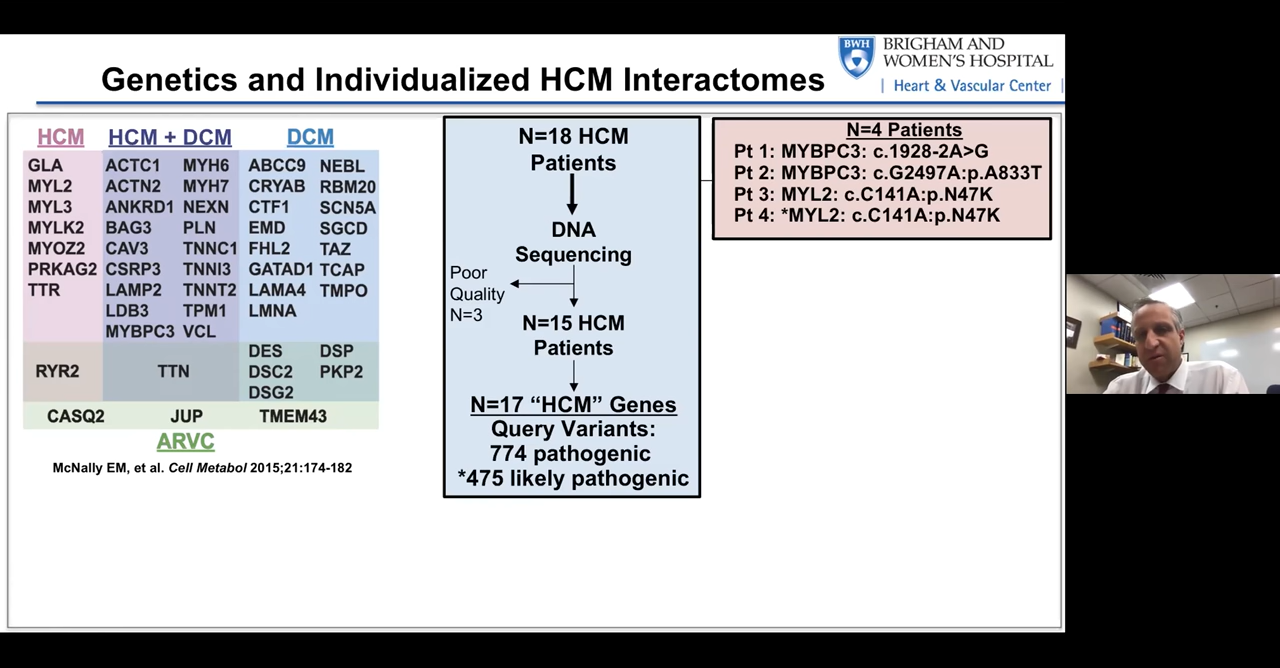 BWH
BRIGHAM AND
WOMEN'S HOSPITAL
| Heart & Vascular Center |
Genetics and Individualized HCM Interactomes
HCM HCM + DCM DCM
GLA ACTC1 MYH6 ABCC9 NEBL
MYL2 ACTN2 MYH7 CRYAB RBM20
MYL3 ANKRD1 NEXN CTF1 SCN5A
MYLK2 BAG3 PLN EMD SGCD
MYOZ2 CAV3 TNNC1 FHL2 TAZ
PRKAG2 CSRP3 TNNI3 GATAD1 TCAP
TTR LAMP2 TNNT2 LAMA4 TMPO
LDB3 TPM1 LMNA
MYBPC3 VCL
DES DSP
RYR2 TTN DSC2 PKP2
DSG2
CASQ2 JUP TMEM43
ARVC
McNally EM, et al. Cell Metabol 2015;21:174-182
N=18 HCM
Patients
DNA
Sequencing
Poor
Quality
N=3
N=15 HCM
Patients
N=17 “HCM” Genes
Query Variants:
774 pathogenic
*475 likely pathogenic
N=4 Patients
Pt 1: MYBPC3: c.1928-2A>G
Pt 2: MYBPC3: c.G2497A:p.A833T
Pt 3: MYL2: c.C141A:p.N47K
Pt 4: *MYL2: c.C141A:p.N47K